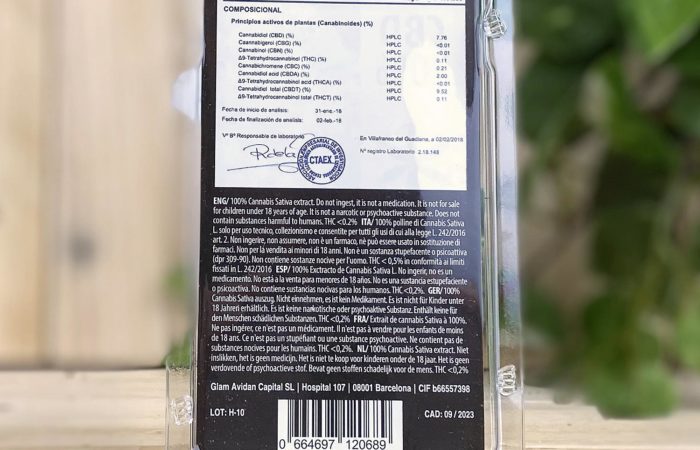 COMPOSICIONAL
Principios activos de plantas (Canabinoides) (%)
Cannabidiol (CBD) (%) HPLC 7.76
Cannabigerol (CBG) (%) HPLC <0.01
Cannabinol (CBN) (%) HPLC <0.01
Δ9-Tetrahydrocannabinol (THC) (%) HPLC 0.11
Cannabichromene (CBC) (%) HPLC 0.21
Cannabidiol acid (CBDA) (%) HPLC 2.00
Δ9-Tetrahydrocannabinol acid (THCA) (%) HPLC <0.01
Cannabidiol total (CBDT) (%) HPLC 9.52
Δ9-Tetrahydrocannabinol total (THCT) (%) HPLC 0.11
Fecha de inicio de análisis: 31-ene.-18
Fecha de finalización de análisis: 02-feb.-18
Vº Bº Responsable de laboratorio
En Villafranco del Guadiana, a 02/02/2018
Nº registro Laboratorio 2.18.148
CTAEX
ENG/ 100% Cannabis Sativa extract. Do not ingest, it is not a medication. It is not for sale
for children under 18 years of age. It is not a narcotic or psychoactive substance. Does not
contain substances harmful to humans. THC <0.2% ITA/ 100% polline di Cannabis Sativa
L. solo per uso tecnico, collezionismo e consentite per tutti gli usi di cui alla legge L. 242/2016
art. 2. Non ingerire, non assumere, non è un farmaco, né può essere usato in sostituzione di
farmaci. Non per la vendita ai minori di 18 anni. Non è un sostanza stupefacente o psicoattiva
(dpr 309-90). Non contiene sostanze nocive per l'uomo. THC < 0,5% in conformità ai limiti
fissati in L. 242/2016 ESP/ 100% Exctracto de Cannabis Sativa L. No ingerir, no es un
medicamento. No está a la venta para menores de 18 años. No es una sustancia estupefaciente
o psicoactiva. No contiene sustancias nocivas para los humanos. THC <0,2%. GER/ 100%
Cannabis Sativa auszug. Nicht einnehmen, es ist kein Medikament. Es ist nicht für Kinder unter
18 Jahren erhältlich. Es ist keine narkotische oder psychoaktive Substanz. Enthält keine für
den Menschen schädlichen Substanzen. THC <0,2% FRA/ Extrait de cannabis Sativa à 100%.
Ne pas ingérer, ce n'est pas un médicament. Il n'est pas à vendre pour les enfants de moins
de 18 ans. Ce n'est pas un stupéfiant ou une substance psychoactive. Ne contient pas de
substances nocives pour les humains. THC <0,2% NL/ 100% Cannabis Sativa extract. Niet
inslikken, het is geen medicijn. Het is niet te koop voor kinderen onder de 18 jaar. Het is geen
verdovende of psychoactieve stof. Bevat geen stoffen schadelijk voor de mens. THC <0,2%
Glam Avidan Capital SL | Hospital 107 | 08001 Barcelona | CIF b66557398
LOT: H-10 CAD: 09 / 2023
0 664697 120689